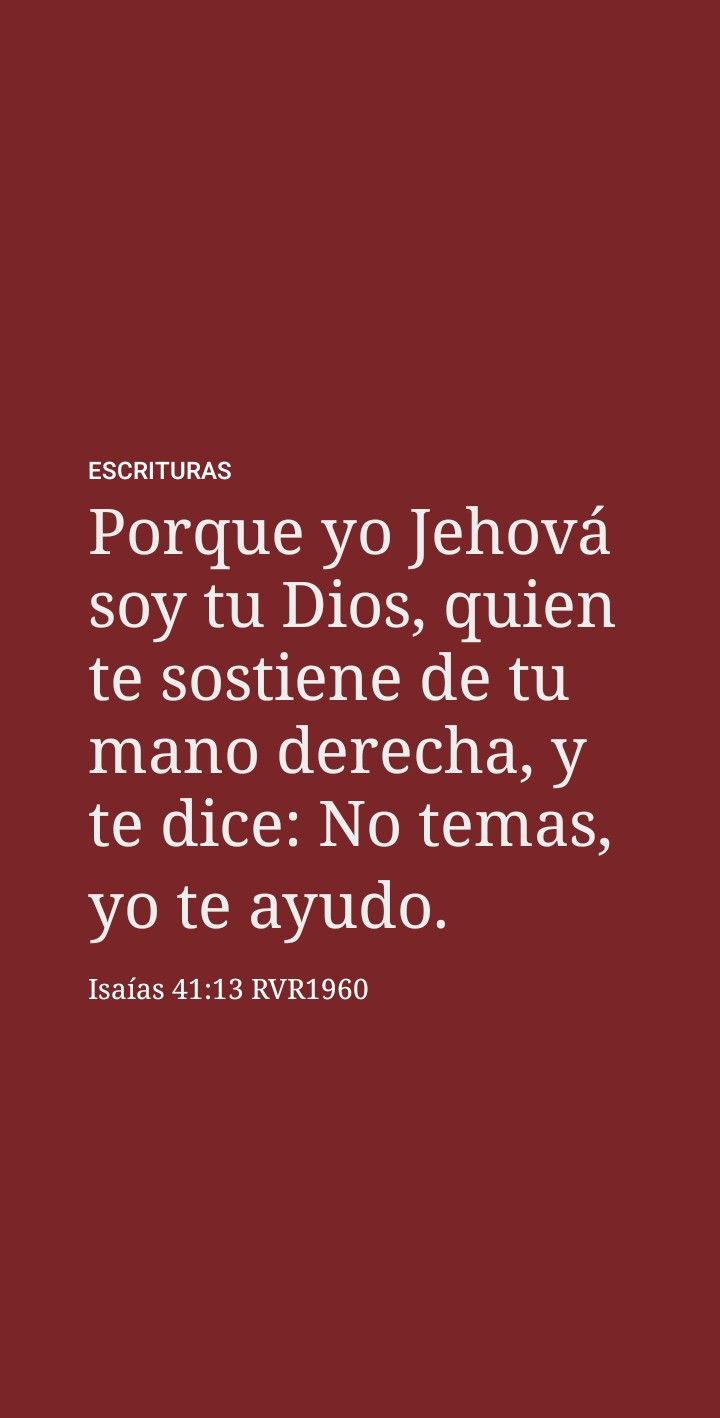 ESCRITURAS
Porque yo Jehová
soy tu Dios, quien
te sostiene de tu
mano derecha, y
te dice: No temas,
yo te ayudo.
Isaías 41:13 RVR1960